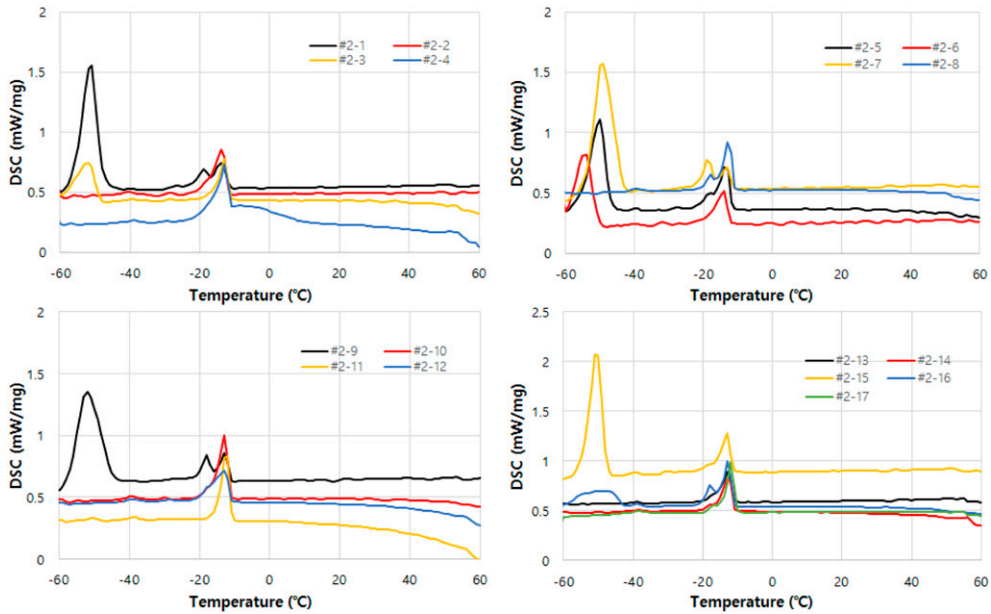 2
1.5
1
0.5
0
DSC (mW/mg)
#2-1 #2-2
#2-3 #2-4
-60 -40 -20 0 20 40 60
Temperature (℃)
2
1.5
1
0.5
0
DSC (mW/mg)
#2-5 #2-6
#2-7 #2-8
-60 -40 -20 0 20 40 60
Temperature (℃)
2
1.5
1
0.5
0
DSC (mW/mg)
#2-9 #2-10
#2-11 #2-12
-60 -40 -20 0 20 40 60
Temperature (℃)
2.5
2
1.5
1
0.5
0
DSC (mW/mg)
#2-13 #2-14
#2-15 #2-16
#2-17
-60 -40 -20 0 20 40 60
Temperature (℃)